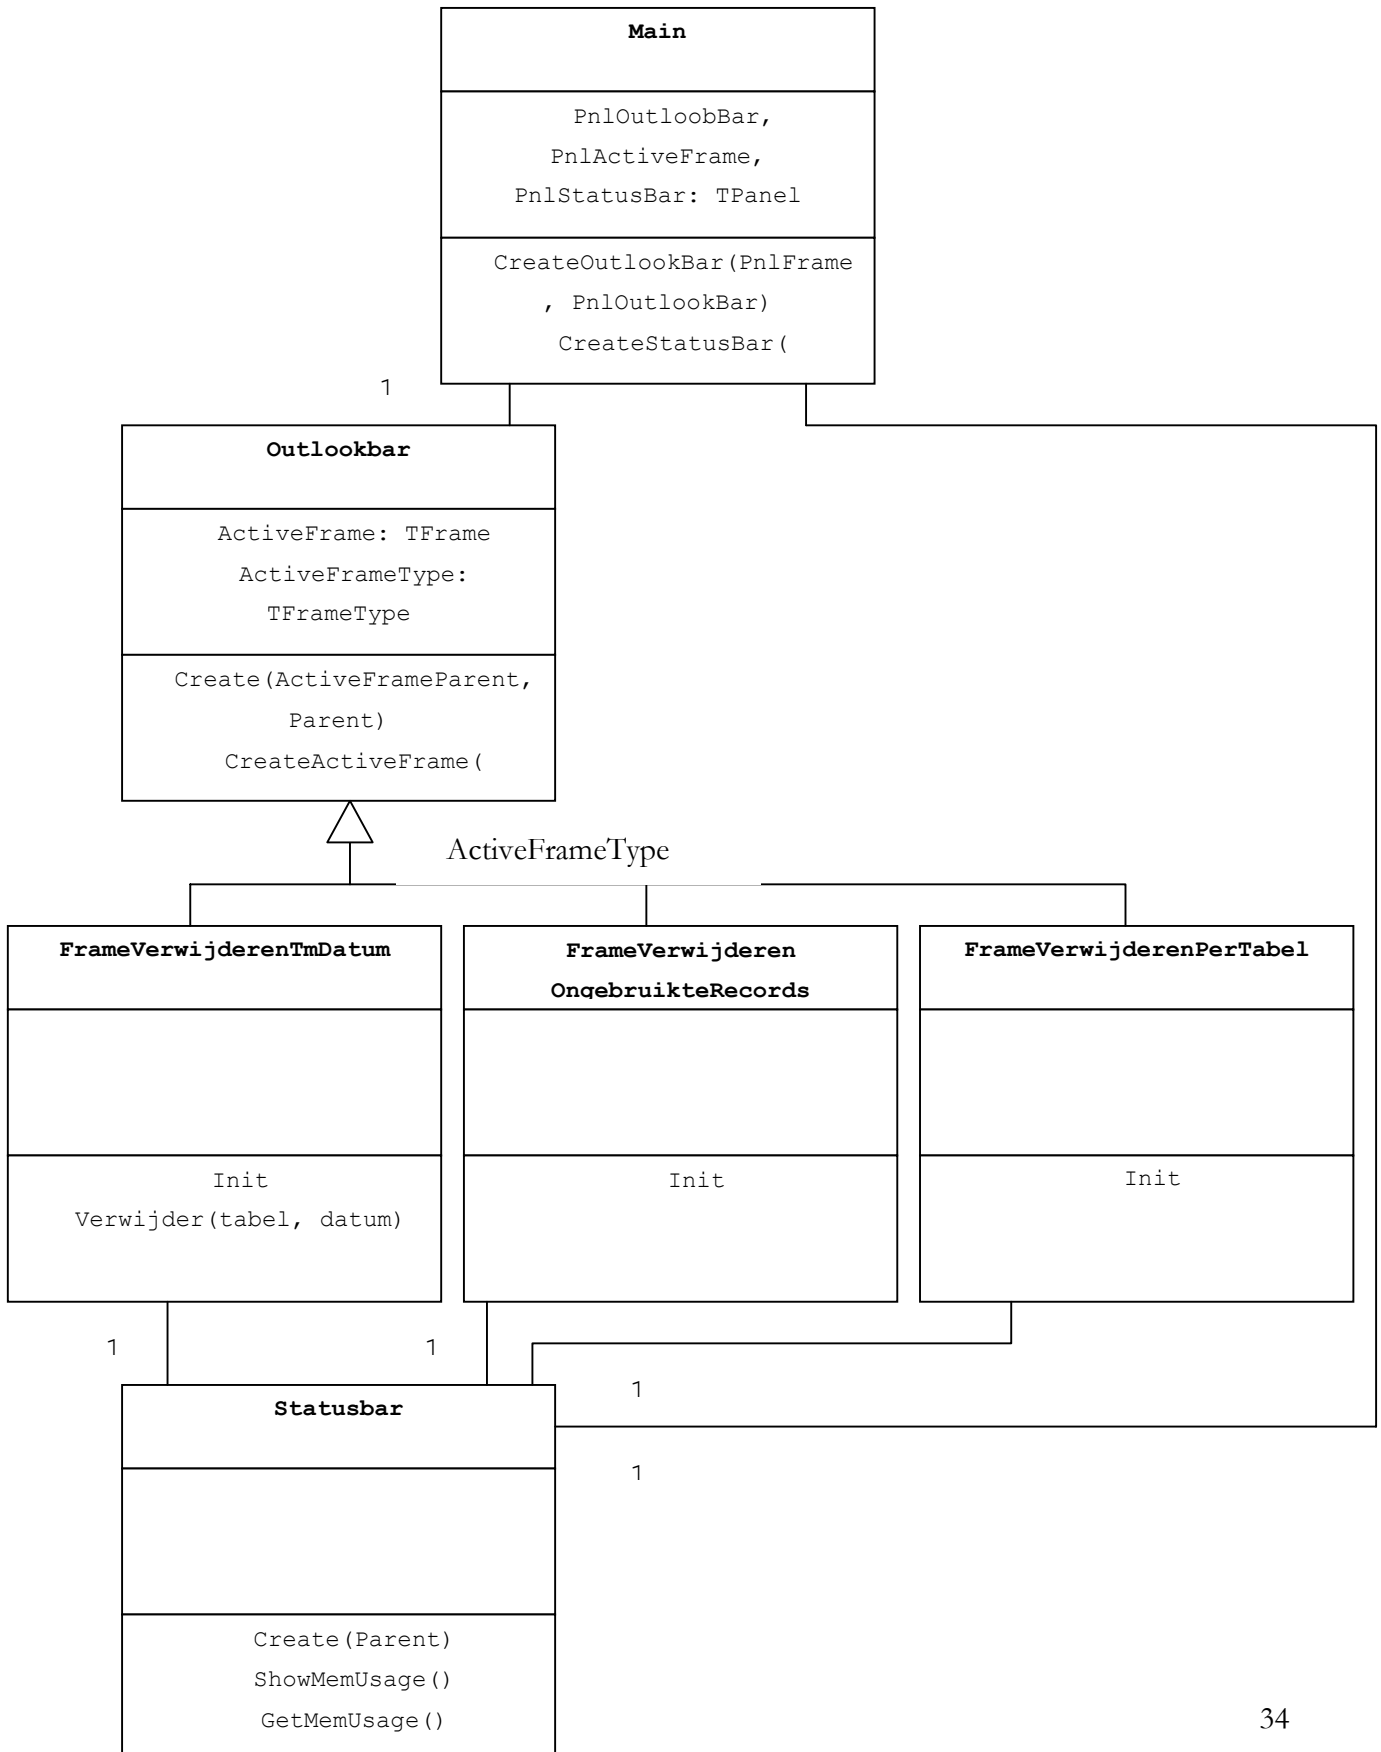 Main
PnlOutloobBar,
PnlActiveFrame,
PnlStatusBar: TPanel
CreateOutlookBar(PnlFrame
, PnlOutlookBar)
CreateStatusBar(
1
Outlookbar
ActiveFrame: TFrame
ActiveFrameType:
TFrameType
Create(ActiveFrameParent,
Parent)
CreateActiveFrame(
ActiveFrameType
FrameVerwijderenTmDatum
Init
Verwijder(tabel, datum)
FrameVerwijderen
OngebruikteRecords
Init
FrameVerwijderenPerTabel
Init
1
1
1
1
Statusbar
Create(Parent)
ShowMemUsage()
GetMemUsage()
34